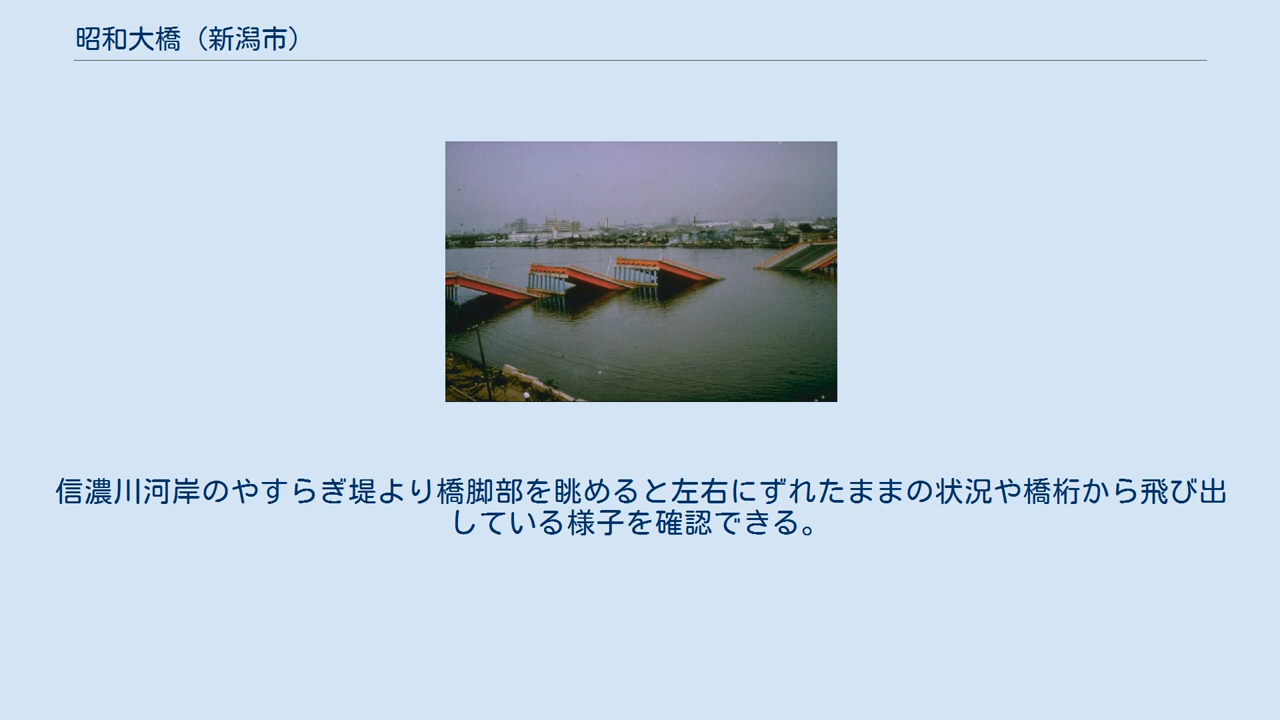 昭和大橋（新潟市）
信濃川河岸のやすらぎ堤より橋脚部を眺めると左右にずれたままの状況や橋桁から飛び出
している様子を確認できる。